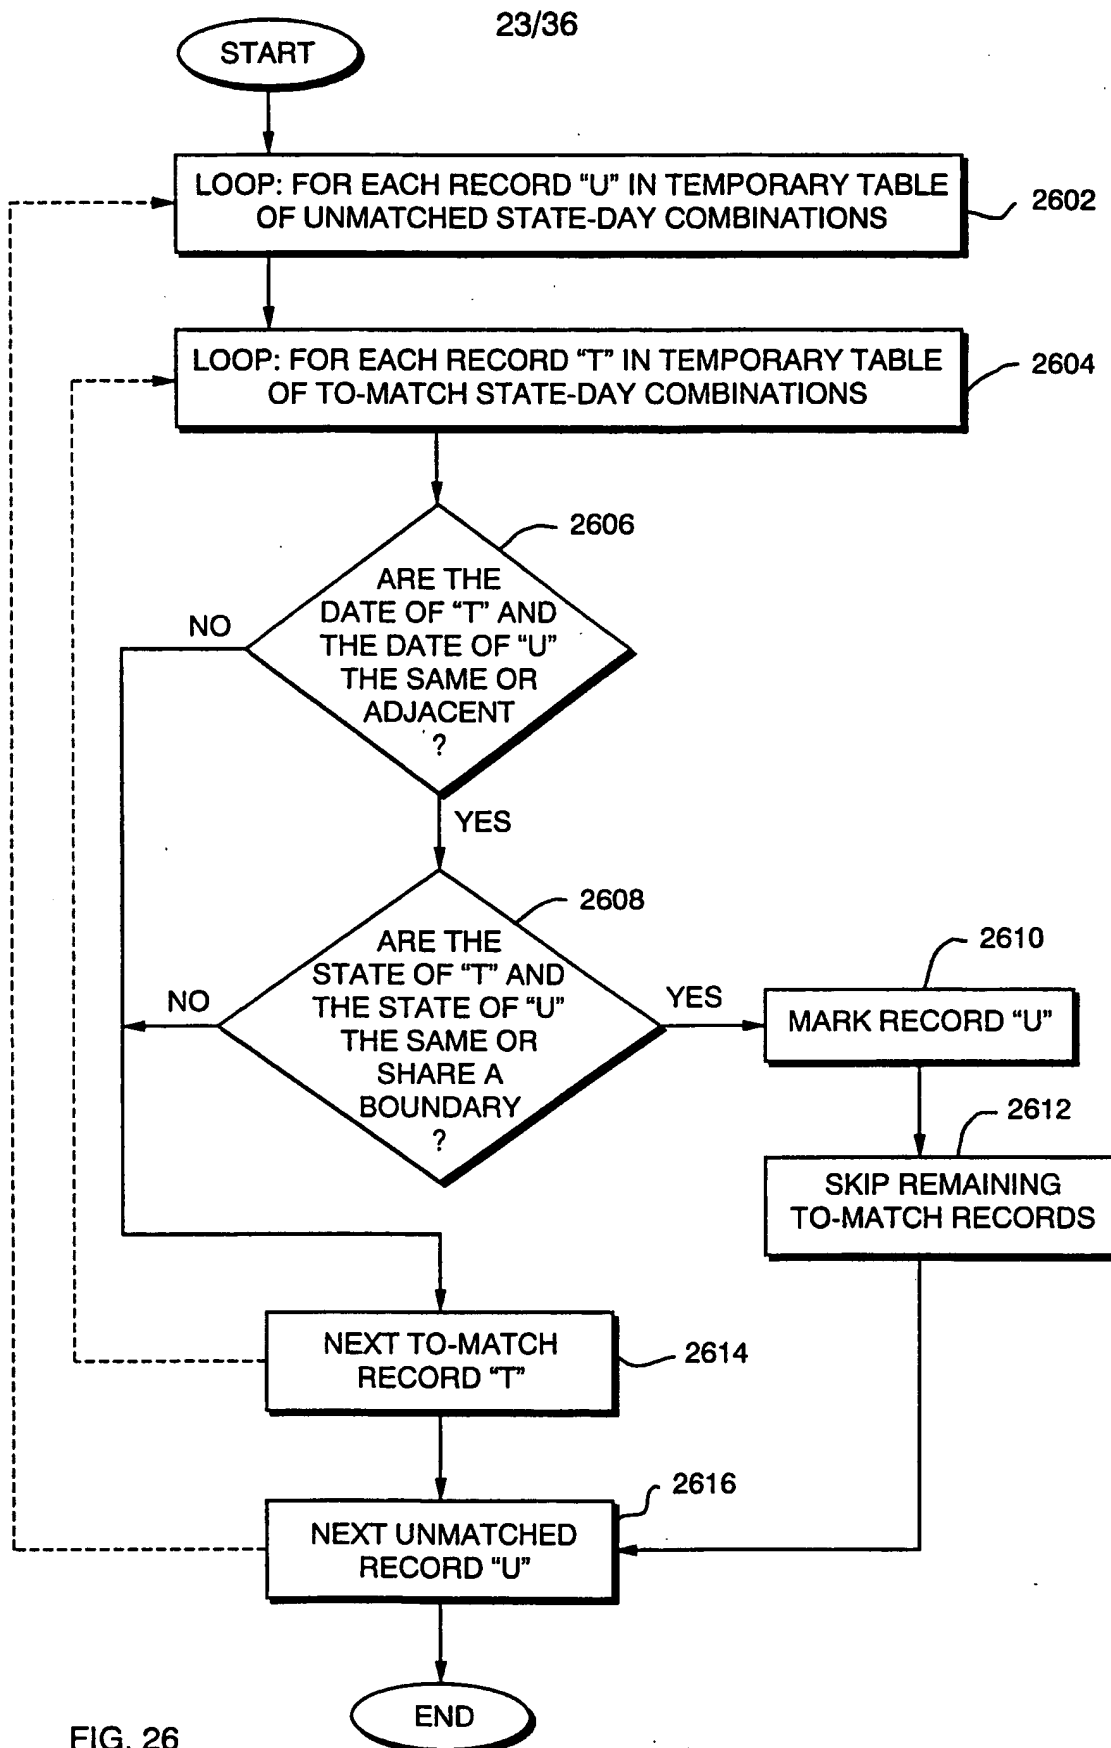 23/36
START
LOOP: FOR EACH RECORD "U" IN TEMPORARY TABLE
OF UNMATCHED STATE-DAY COMBINATIONS
2602
LOOP: FOR EACH RECORD "T" IN TEMPORARY TABLE
OF TO-MATCH STATE-DAY COMBINATIONS
2604
2606
ARE THE
DATE OF "T" AND
THE DATE OF "U"
THE SAME OR
ADJACENT
?
NO
YES
2608
ARE THE
STATE OF "T" AND
THE STATE OF "U"
THE SAME OR
SHARE A
BOUNDARY
?
NO
YES
2610
MARK RECORD "U"
2612
SKIP REMAINING
TO-MATCH RECORDS
NEXT TO-MATCH
RECORD "T"
2614
NEXT UNMATCHED
RECORD "U"
2616
END
FIG. 26